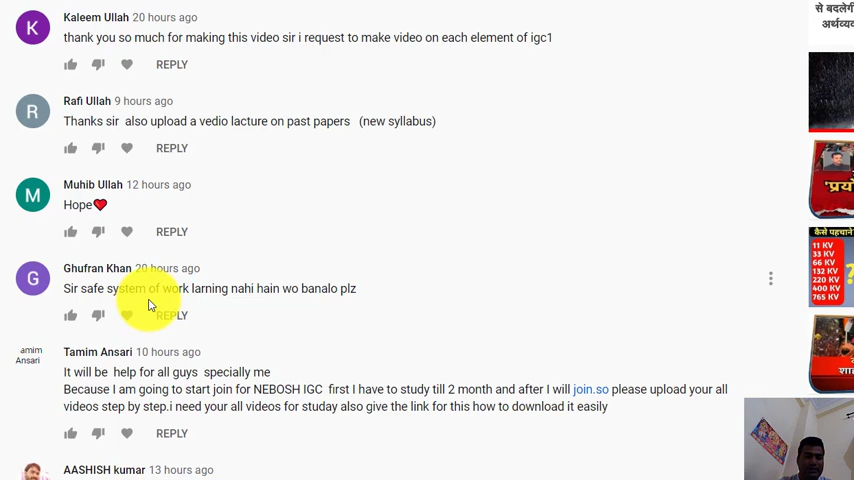 से बदलेगी
अर्थव्यव
K
Kaleem Ullah 20 hours ago
thank you so much for making this video sir i request to make video on each element of igc1
REPLY
R
Rafi Ullah 9 hours ago
Thanks sir also upload a vedio lacture on past papers (new syllabus)
REPLY
M
Muhib Ullah 12 hours ago
Hope❤️
REPLY
G
Ghufran Khan 20 hours ago
Sir safe system of work larning nahi hain wo banalo plz
REPLY
amim
Ansari
Tamim Ansari 10 hours ago
It will be help for all guys specially me
Because I am going to start join for NEBOSH IGC first I have to study till 2 month and after I will join.so please upload your all
videos step by step.i need your all videos for studay also give the link for this how to download it easily
REPLY
AASHISH kumar 13 hours ago
'प्रयो
कैसे पहचाने
11 KV
33 KV
66 KV
132 KV
220 KV
400 KV
765 KV
?